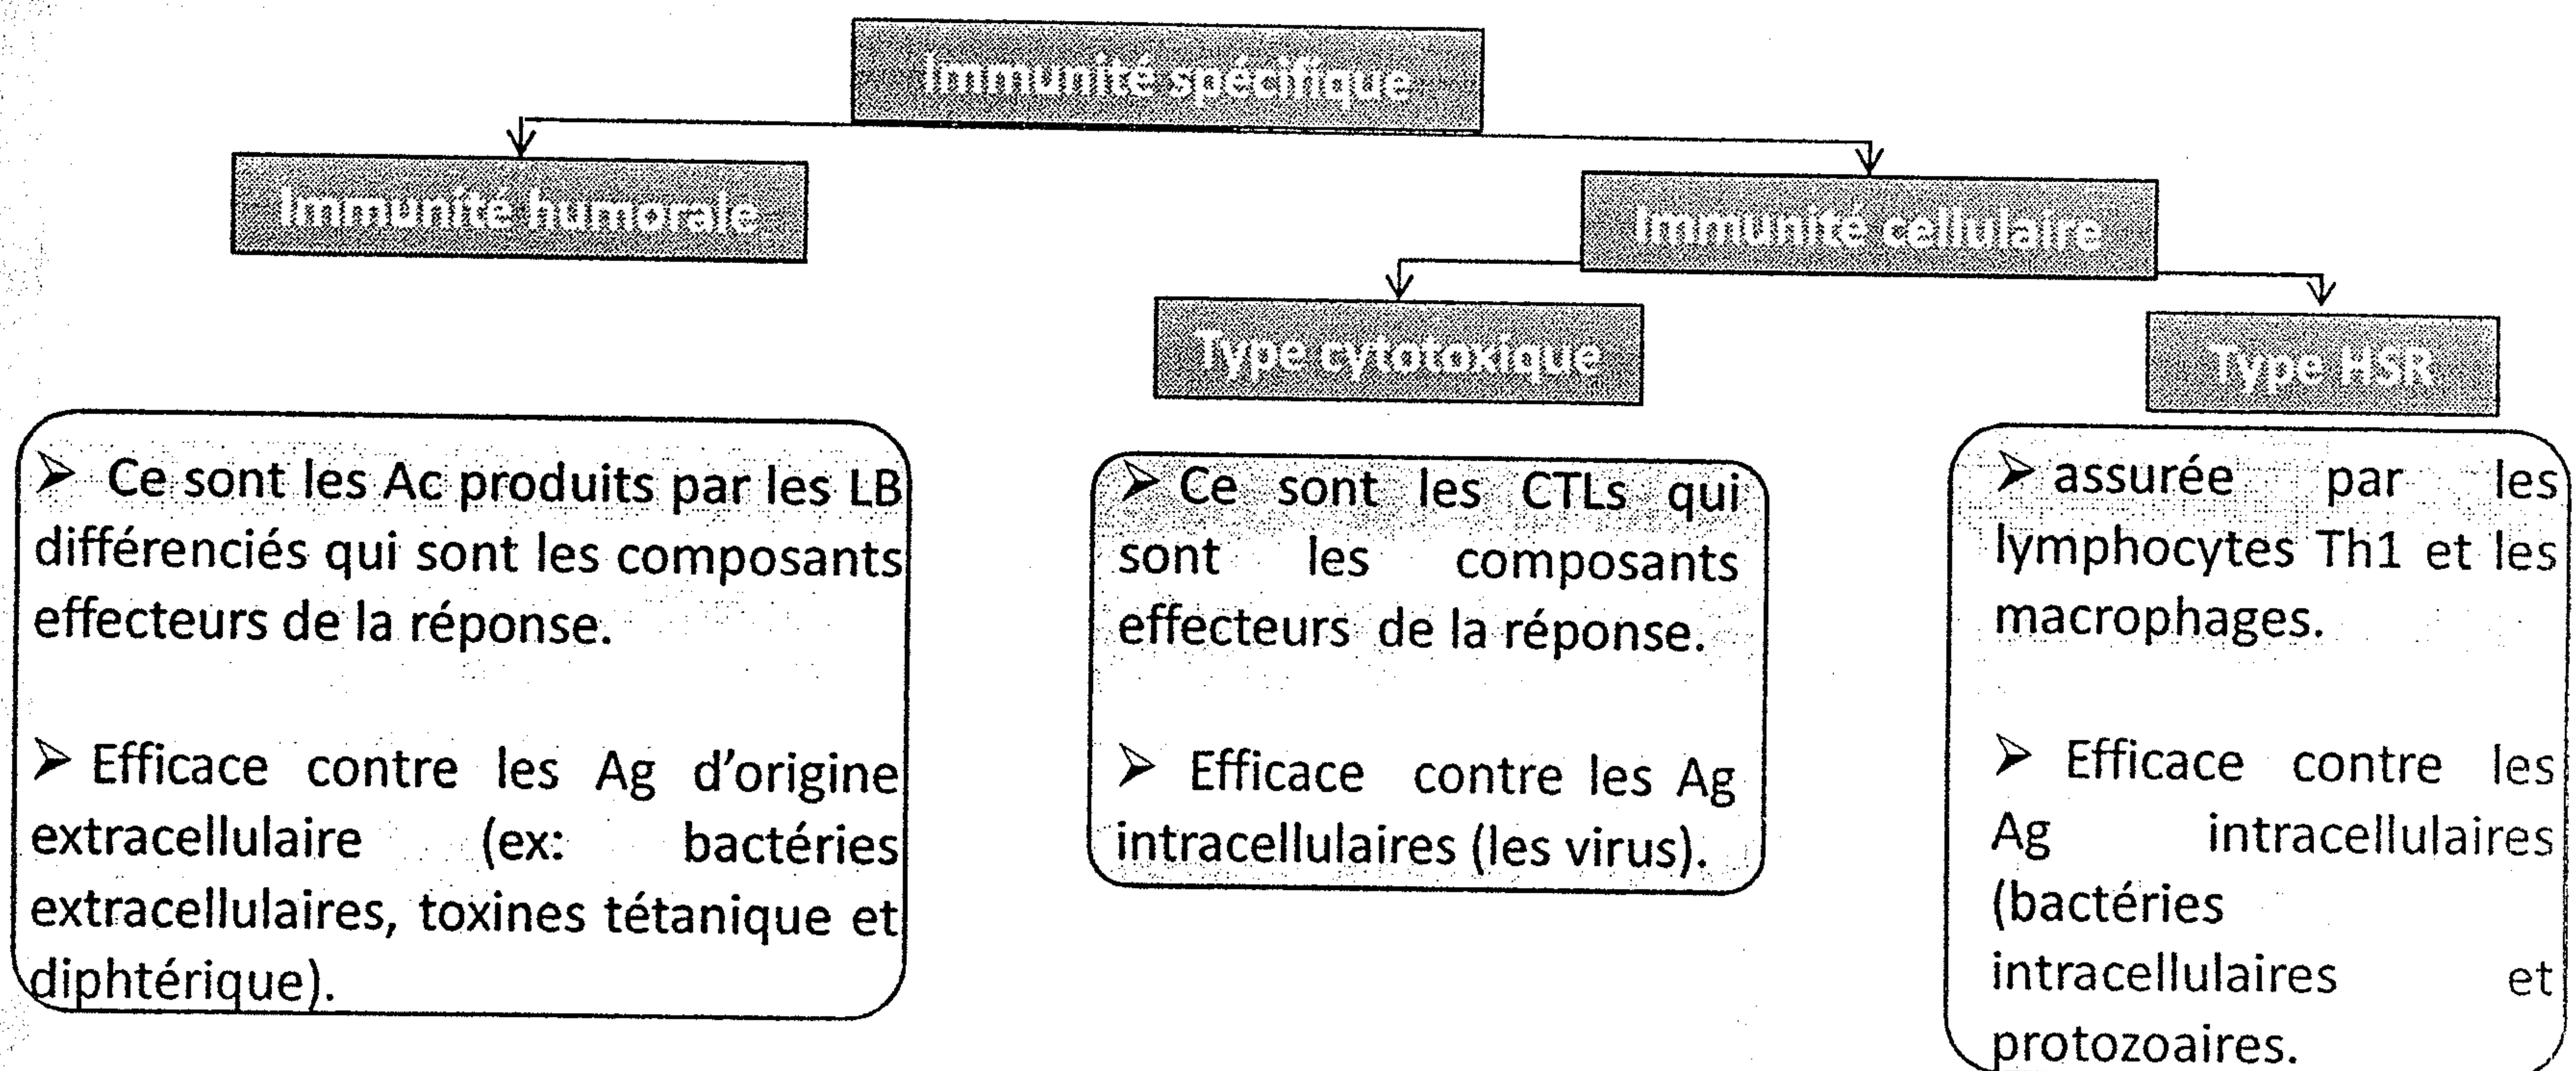 Immunité spécifique
Immunité humorale
Immunité cellulaire
Type cytotoxique
Type HSR
➢ Ce sont les Ac produits par les LB
différenciés qui sont les composants
effecteurs de la réponse.
➢ Efficace contre les Ag d'origine
extracellulaire (ex: bactéries
extracellulaires, toxines tétanique et
diphtérique).
➢ Ce sont les CTLs qui
sont les composants
effecteurs de la réponse.
➢ Efficace contre les Ag
intracellulaires (les virus).
➢ assurée par les
lymphocytes Th1 et les
macrophages.
➢ Efficace contre les
Ag intracellulaires
(bactéries
intracellulaires et
protozoaires.